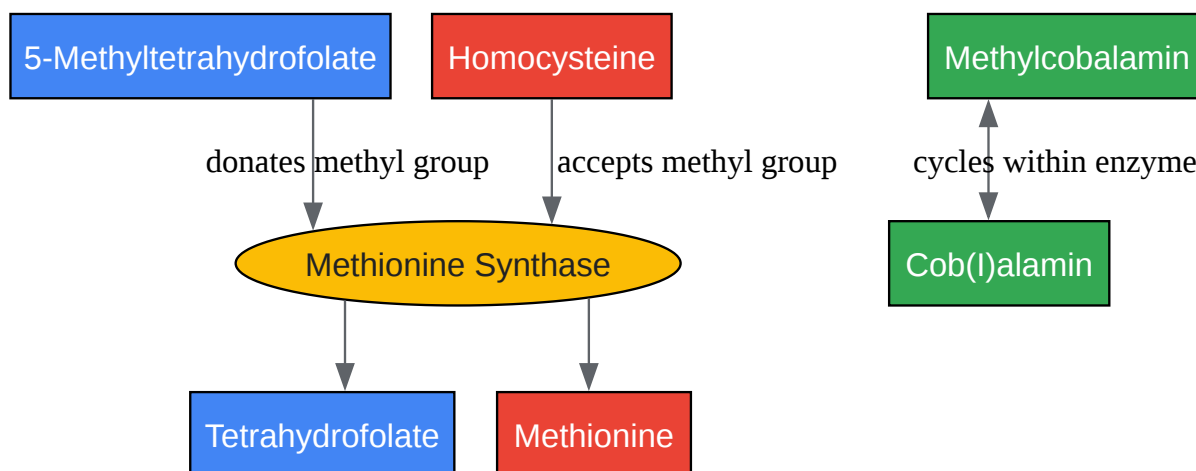 5-Methyltetrahydrofolate
Homocysteine
Methylcobalamin
donates methyl group
accepts methyl group
cycles within enzyme
Methionine Synthase
Cob(I)alamin
Tetrahydrofolate
Methionine